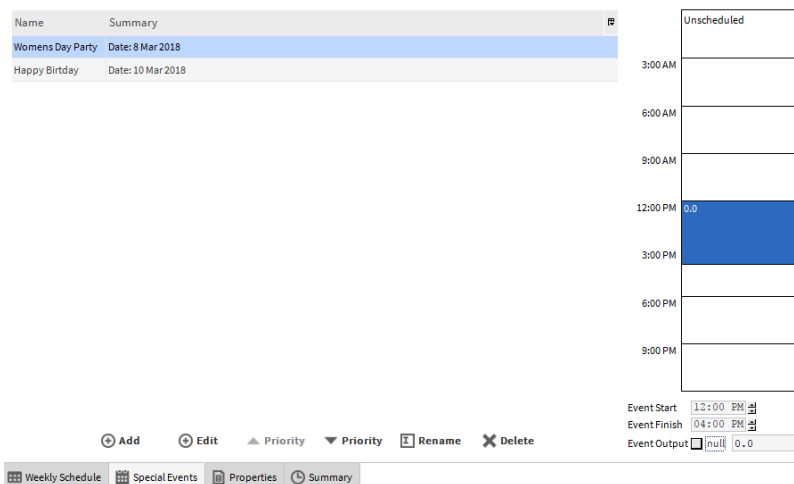 Name Summary
Womens Day Party Date: 8 Mar 2018
Happy Birtday Date: 10 Mar 2018
Unscheduled
3:00 AM
6:00 AM
9:00 AM
12:00 PM 0.0
3:00 PM
6:00 PM
9:00 PM
Event Start 12:00 PM
Event Finish 04:00 PM
Event Output null 0.0
Add Edit Priority Priority Rename Delete
Weekly Schedule Special Events Properties Summary